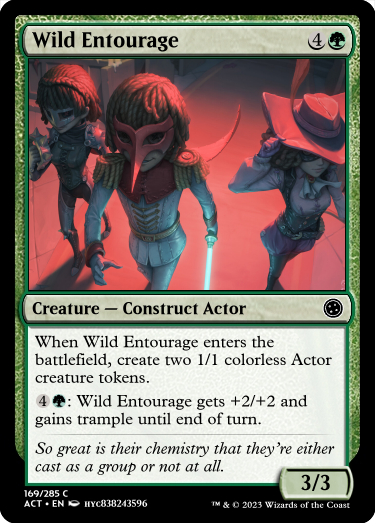 Wild Entourage 4
Creature — Construct Actor
When Wild Entourage enters the
battlefield, create two 1/1 colorless Actor
creature tokens.
4 : Wild Entourage gets +2/+2 and
gains trample until end of turn.
So great is their chemistry that they're either
cast as a group or not at all.
3/3
169/285 C
ACT • EN HYC838243596
™ & © 2023 Wizards of the Coast